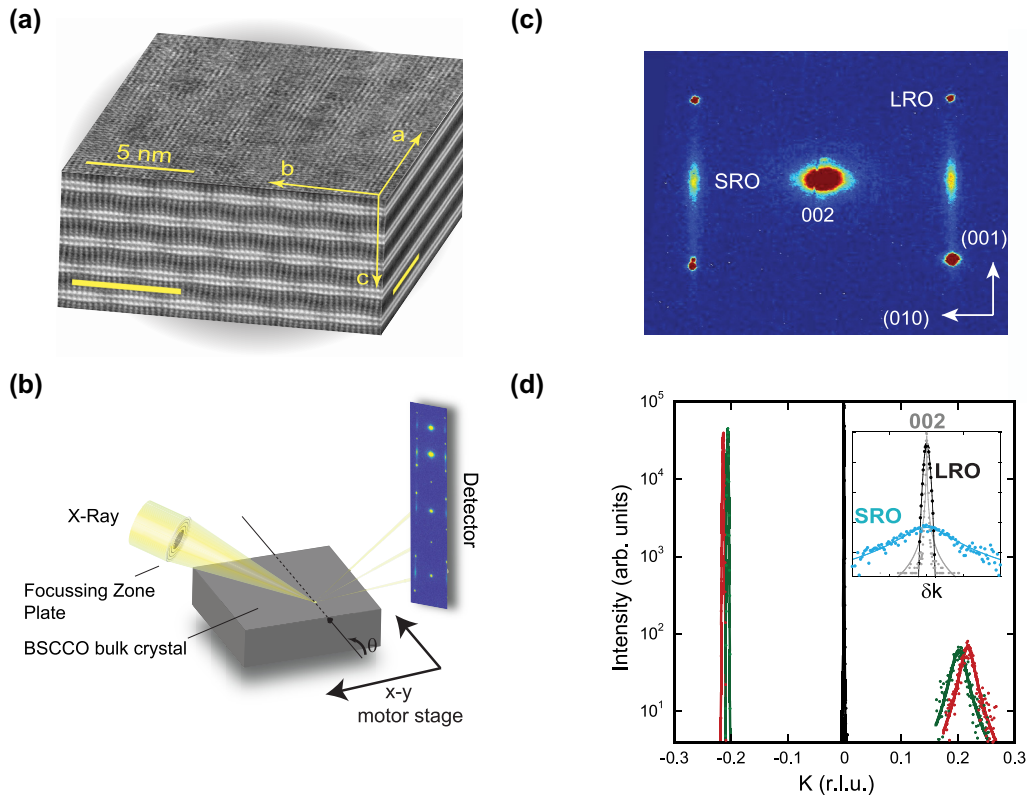 (a)
5 nm
a
b
c
(b)
X-Ray
Focussing Zone
Plate
BSCCO bulk crystal
Detector
θ
x-y
motor stage
(c)
LRO
SRO
002
(001)
(010)
(d)
Intensity (arb. units)
10⁵
10⁴
10³
10²
10¹
002
LRO
SRO
δk
-0.3
-0.2
-0.1
0
0.1
0.2
0.3
K (r.l.u.)